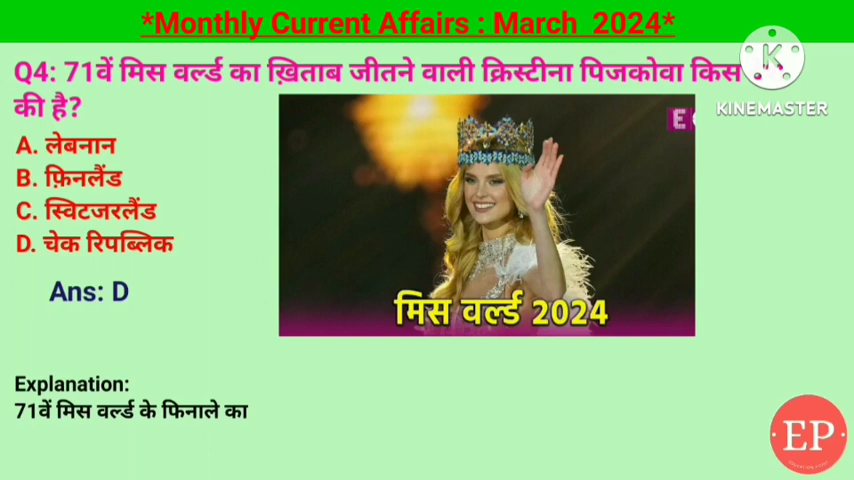 *Monthly Current Affairs : March 2024*
Q4: 71वें मिस वर्ल्ड का ख़िताब जीतने वाली क्रिस्टीना पिजकोवा किस
की है?
KINEMASTER
A. लेबनान
B. फ़िनलैंड
C. स्विटजरलैंड
D. चेक रिपब्लिक
Ans: D
E
मिस वर्ल्ड 2024
Explanation:
71वें मिस वर्ल्ड के फिनाले का
EP